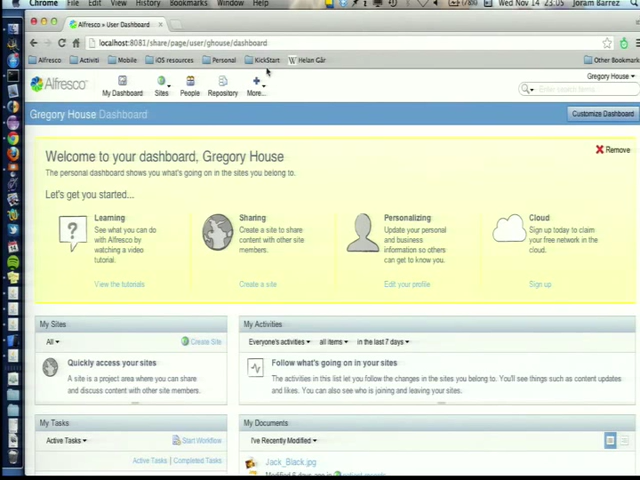 Chrome File Edit View History Bookmarks Window Help Wed Nov 14 23:05 Joram Barrez
Alfresco » User Dashboard
localhost:8081/share/page/user/ghouse/dashboard
Alfresco Activiti Mobile iOS resources Personal KickStart Helan Går Other Bookmark
Alfresco My Dashboard Sites People Repository More... Gregory House
Gregory House Dashboard Customize Dashboard
Welcome to your dashboard, Gregory House Remove
The personal dashboard shows you what's going on in the sites you belong to.
Let's get you started...
Learning
See what you can do
with Alfresco by
watching a video
tutorial.
View the tutorials
Sharing
Create a site to share
content with other site
members.
Create a site
Personalizing
Update your personal
and business
information so others
can get to know you.
Edit your profile
Cloud
Sign up today to claim
your free network in the
cloud.
Sign up
My Sites
All Create Site
Quickly access your sites
A site is a project area where you can share
and discuss content with other site members.
My Activities
Everyone's activities all items in the last 7 days
Follow what's going on in your sites
The activities in this list let you follow the changes in the sites you belong to. You'll see things such as content updates
and likes. You can also see who is joining and leaving your sites.
My Tasks
Active Tasks Start Workflow
Active Tasks | Completed Tasks
My Documents
I've Recently Modified
Jack_Black.jpg